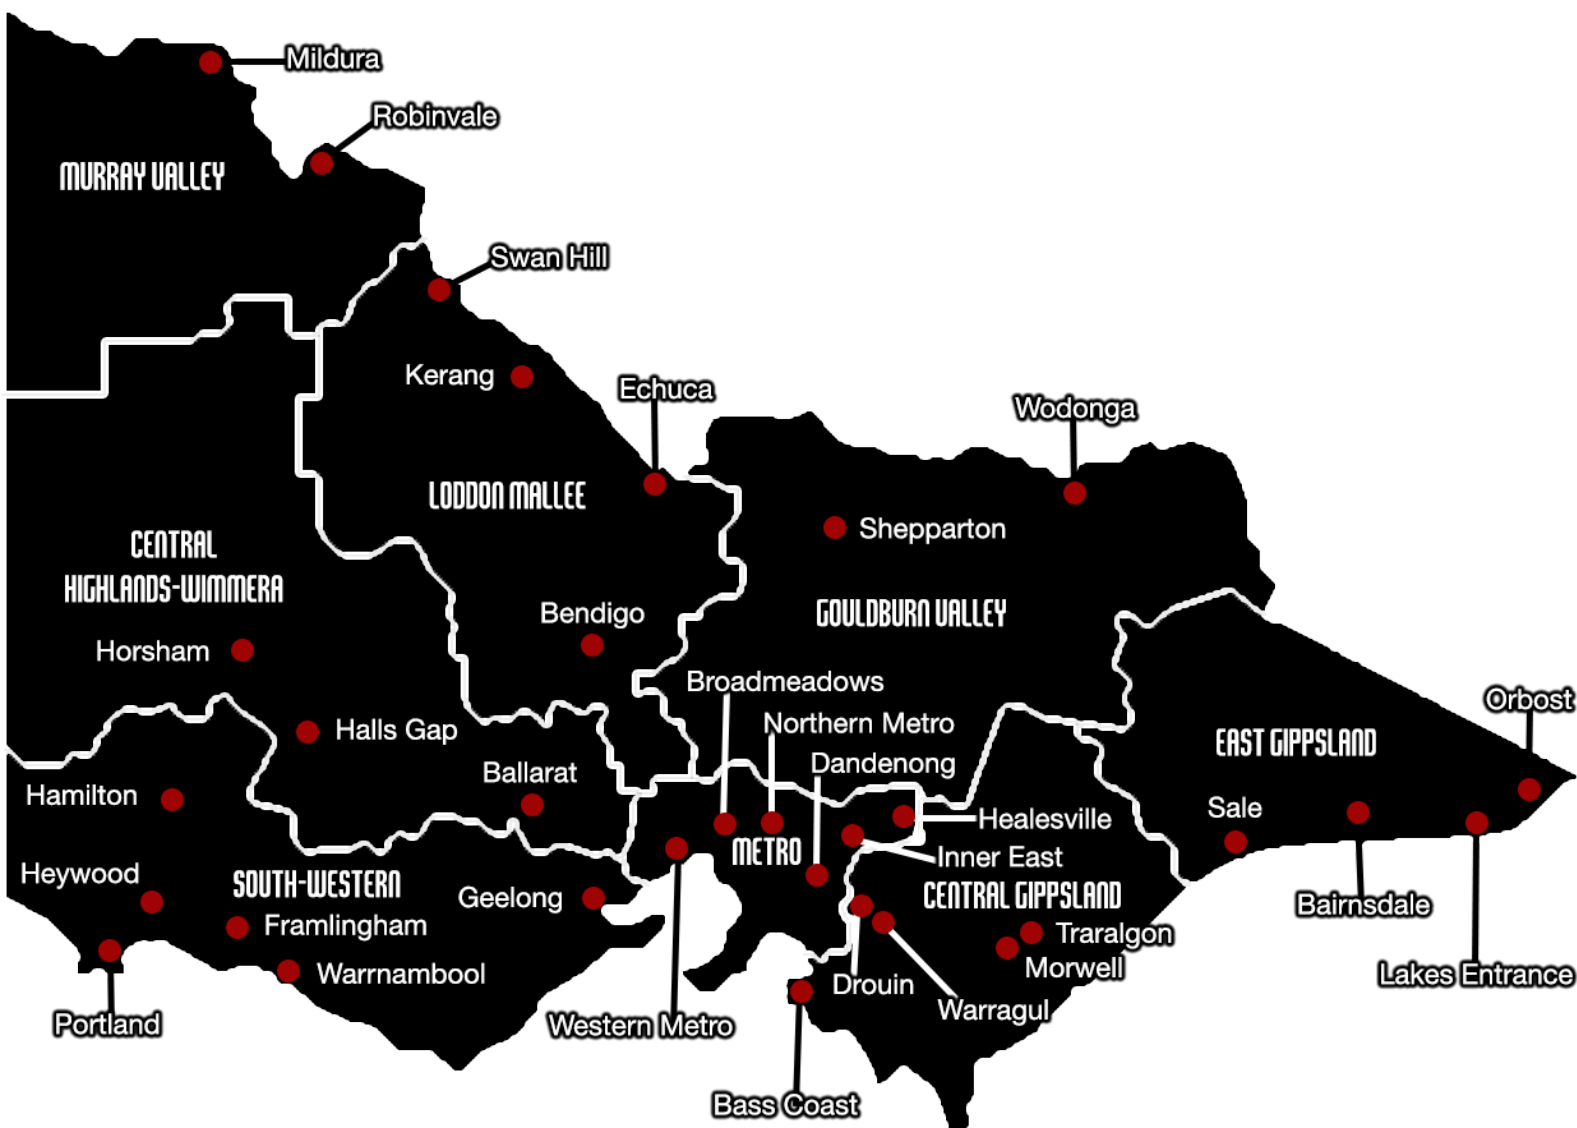 Mildura
Robinvale
MURRAY VALLEY
Swan Hill
Kerang
Echuca
Wodonga
LODDON MALLEE
Shepparton
CENTRAL
HIGHLANDS-WIMMERA
Bendigo
GOULDBURN VALLEY
Horsham
Broadmeadows
Orbost
Halls Gap
Northern Metro
EAST GIPPSLAND
Ballarat
Dandenong
Hamilton
Sale
Healesville
METRO
Inner East
Heywood
SOUTH-WESTERN
Geelong
CENTRAL GIPPSLAND
Bairnsdale
Framlingham
Traralgon
Morwell
Warrnambool
Lakes Entrance
Drouin
Warragul
Portland
Western Metro
Bass Coast